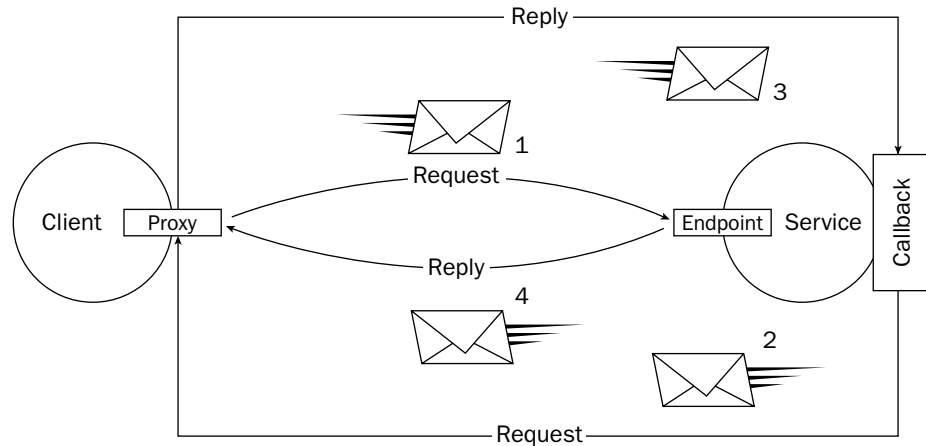 Reply
3
1
Request
Client
Proxy
Endpoint
Service
Callback
Reply
4
2
Request